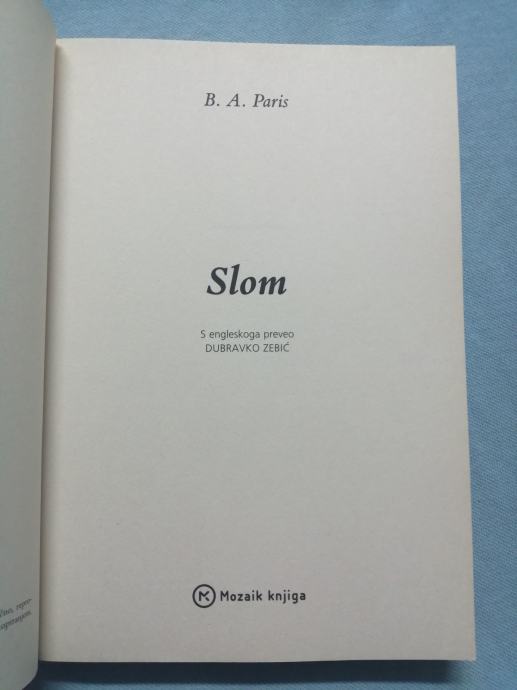 B. A. Paris
Slom
S engleskoga preveo
DUBRAVKO ZEBIĆ
Mozaik knjiga